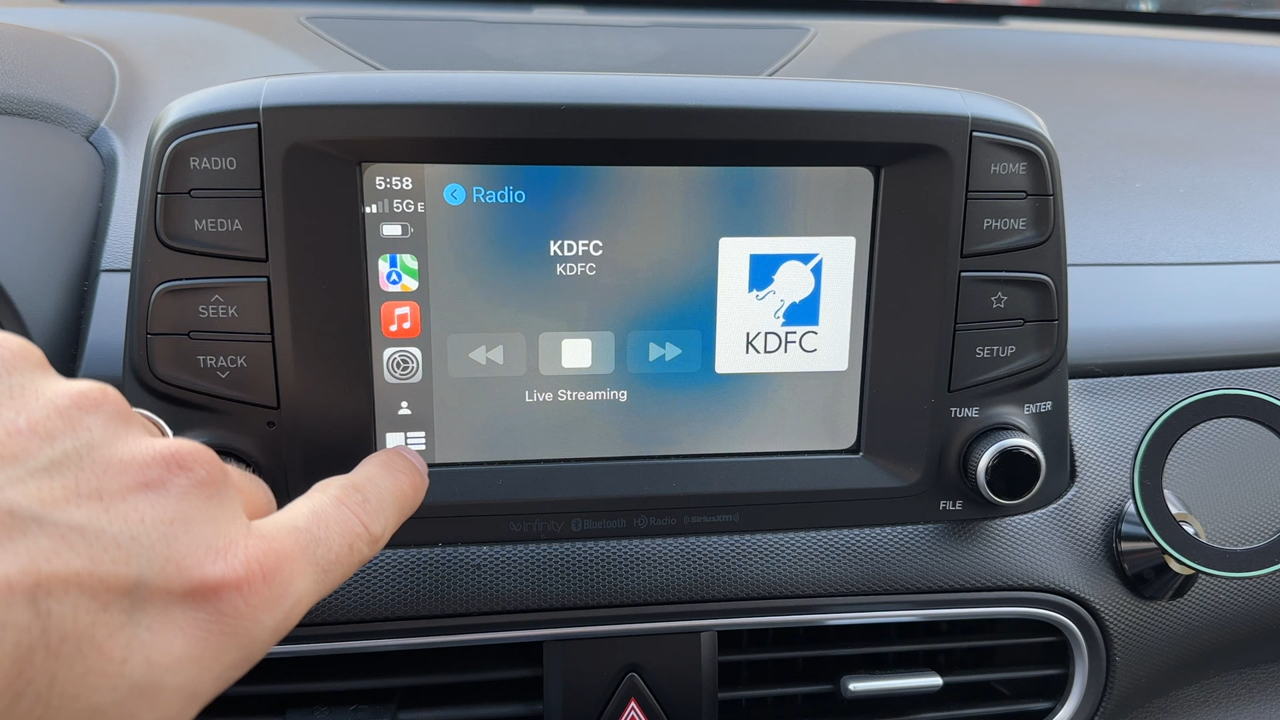 RADIO
MEDIA
SEEK
TRACK
5:58
5G E
Radio
KDFC
KDFC
Live Streaming
KDFC
HOME
PHONE
SETUP
TUNE
ENTER
FILE
infinity Bluetooth HD Radio SiriusXM